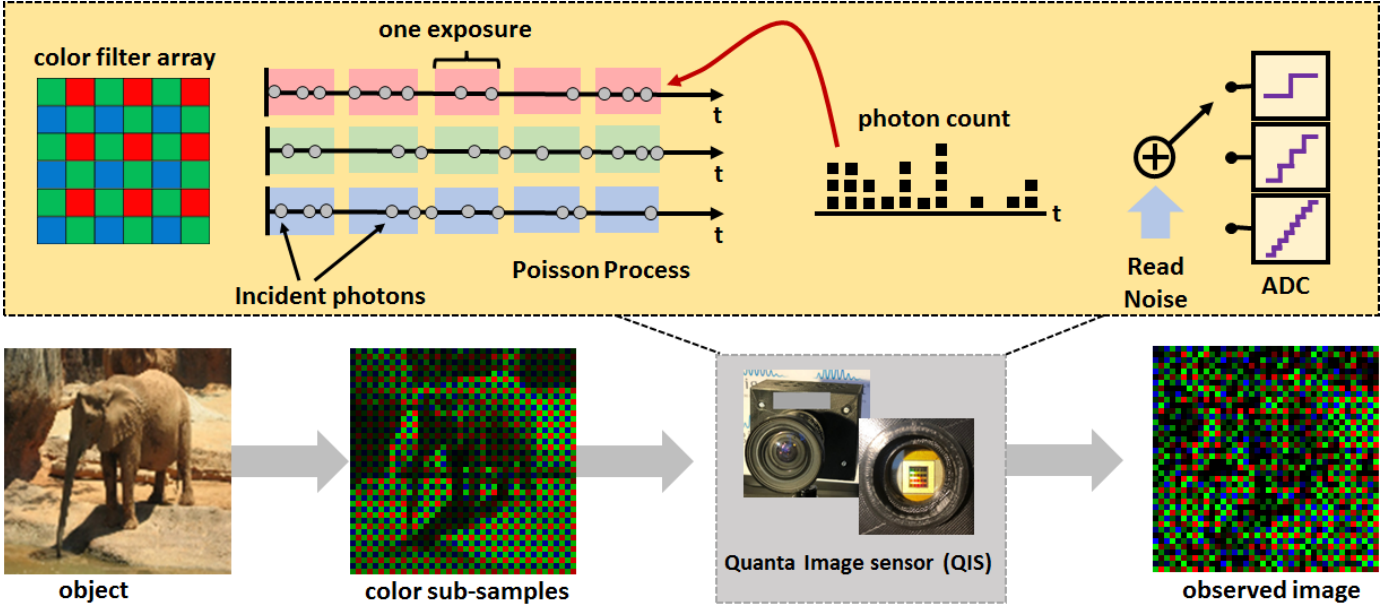 one exposure
color filter array
t
photon count
t
t
t
Poisson Process
Incident photons
Read
Noise
ADC
Quanta Image sensor (QIS)
object
color sub-samples
observed image